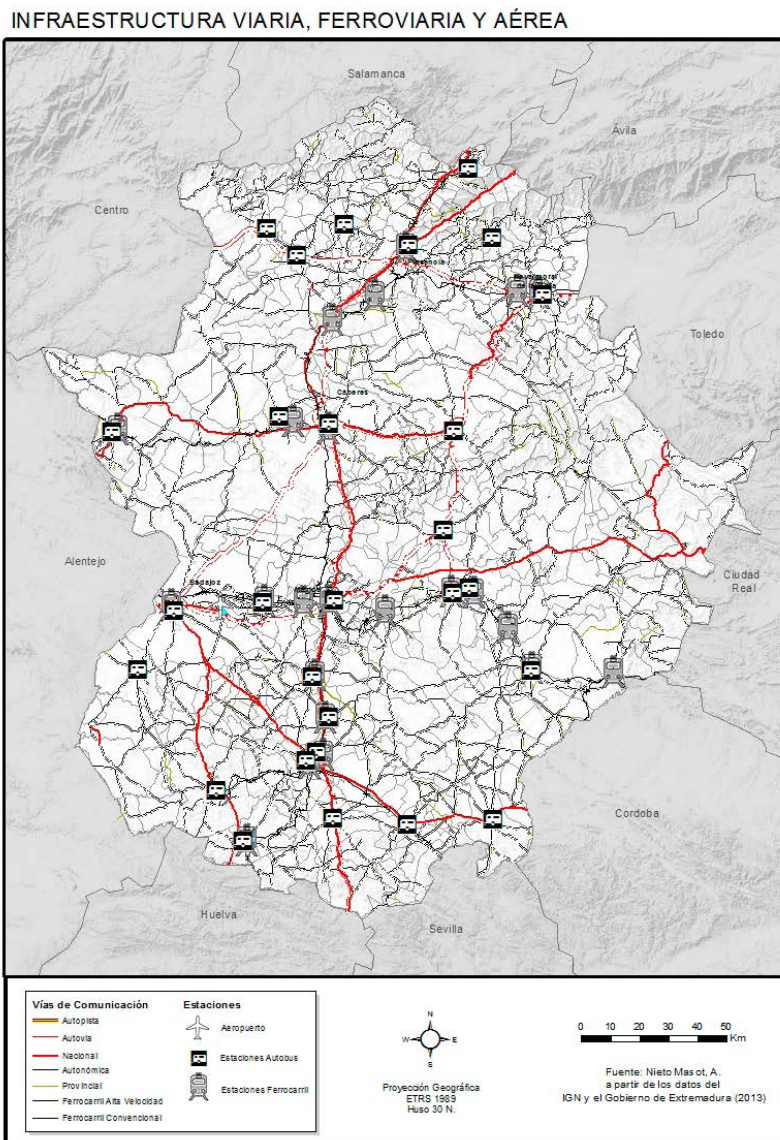 INFRAESTRUCTURA VIARIA, FERROVIARIA Y AÉREA
Salamanca
Ávila
Centro
Toledo
Cáceres
Alentejo
Badajoz
Ciudad
Real
Cordoba
Huelva
Sevilla
Vías de Comunicación
Autopista
Autovía
Nacional
Autonómica
Provincial
Ferrocarril Alta Velocidad
Ferrocarril Convencional
Estaciones
Aeropuerto
Estaciones Autobus
Estaciones Ferrocarril
N
W
E
S
Proyección Geográfica
ETRS 1989
Huso 30 N.
0 10 20 30 40 50
Km
Fuente: Nieto Masot, A.
a partir de los datos del
IGN y el Gobierno de Extremadura (2013)